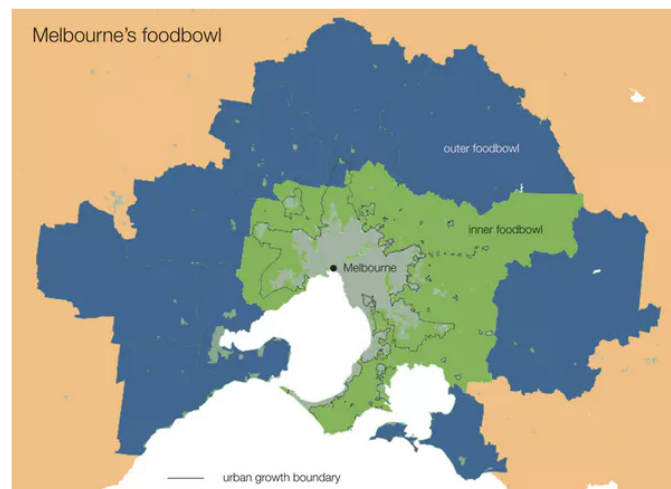 Melbourne's foodbowl
outer foodbowl
inner foodbowl
Melbourne
urban growth boundary